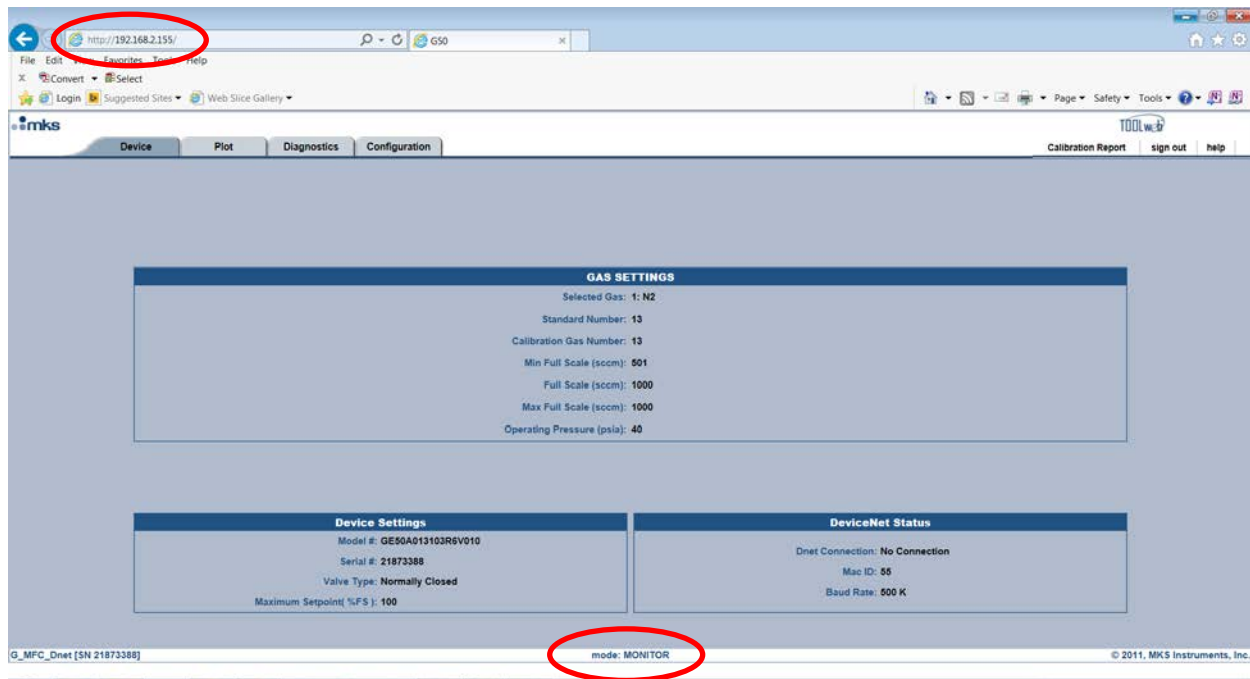 http://192.168.2.155/
G50
File Edit View Favorites Tools Help
x Convert Select
Login Suggested Sites Web Slice Gallery
Page Safety Tools
mks
TOOLweb
Device Plot Diagnostics Configuration
Calibration Report sign out help
GAS SETTINGS
Selected Gas: 1: N2
Standard Number: 13
Calibration Gas Number: 13
Min Full Scale (sccm): 501
Full Scale (sccm): 1000
Max Full Scale (sccm): 1000
Operating Pressure (psia): 40
Device Settings
Model #: GE50A013103R6V010
Serial #: 21873388
Valve Type: Normally Closed
Maximum Setpoint( %FS ): 100
DeviceNet Status
Dnet Connection: No Connection
Mac ID: 55
Baud Rate: 500 K
G_MFC_Dnet [SN 21873388]
mode: MONITOR
© 2011, MKS Instruments, Inc.